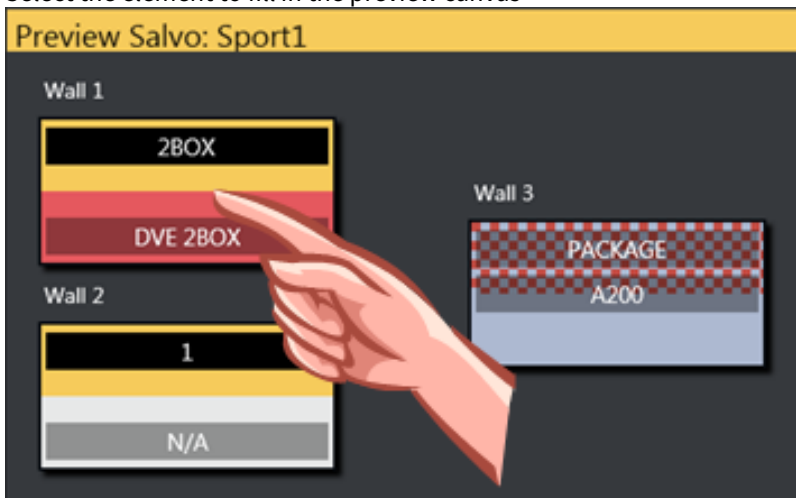 Select the element to fill in the preview canvas
Preview Salvo: Sport1
Wall 1
2BOX
DVE 2BOX
Wall 2
1
N/A
Wall 3
PACKAGE
A200